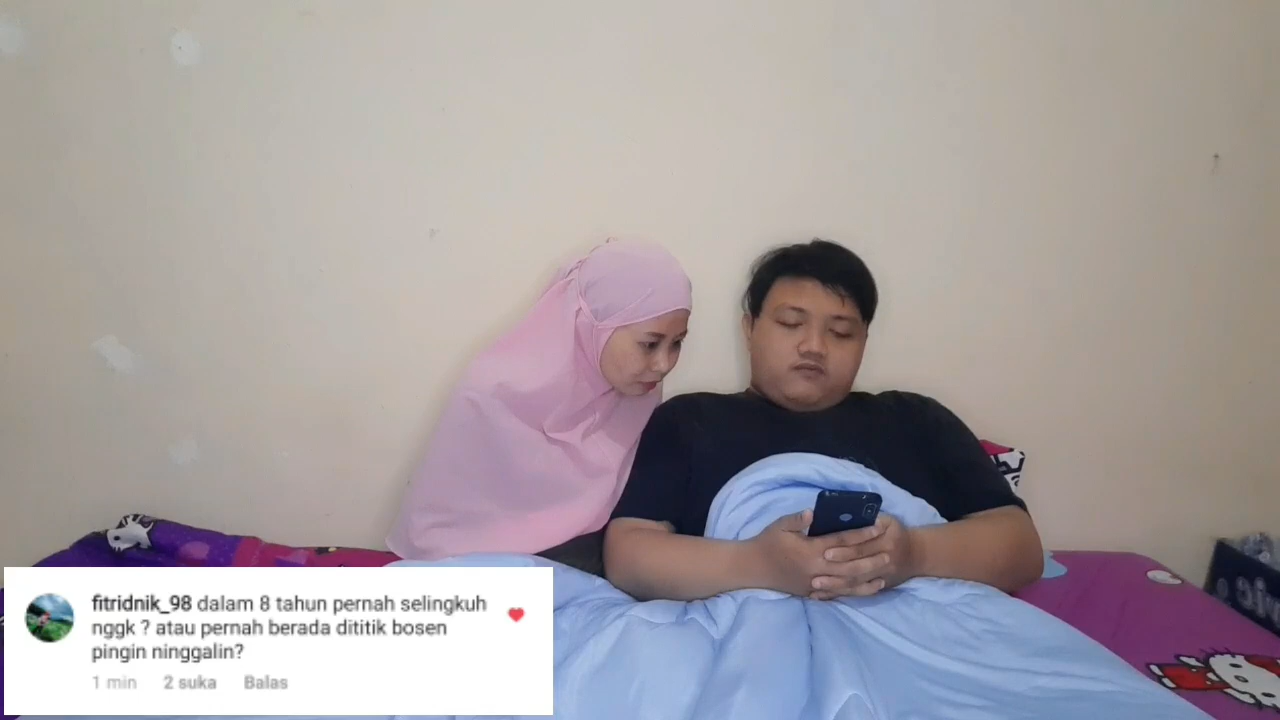 fitridnik_98 dalam 8 tahun pernah selingkuh
nggk ? atau pernah berada dititik bosen
pingin ninggalin?
1 min 2 suka Balas